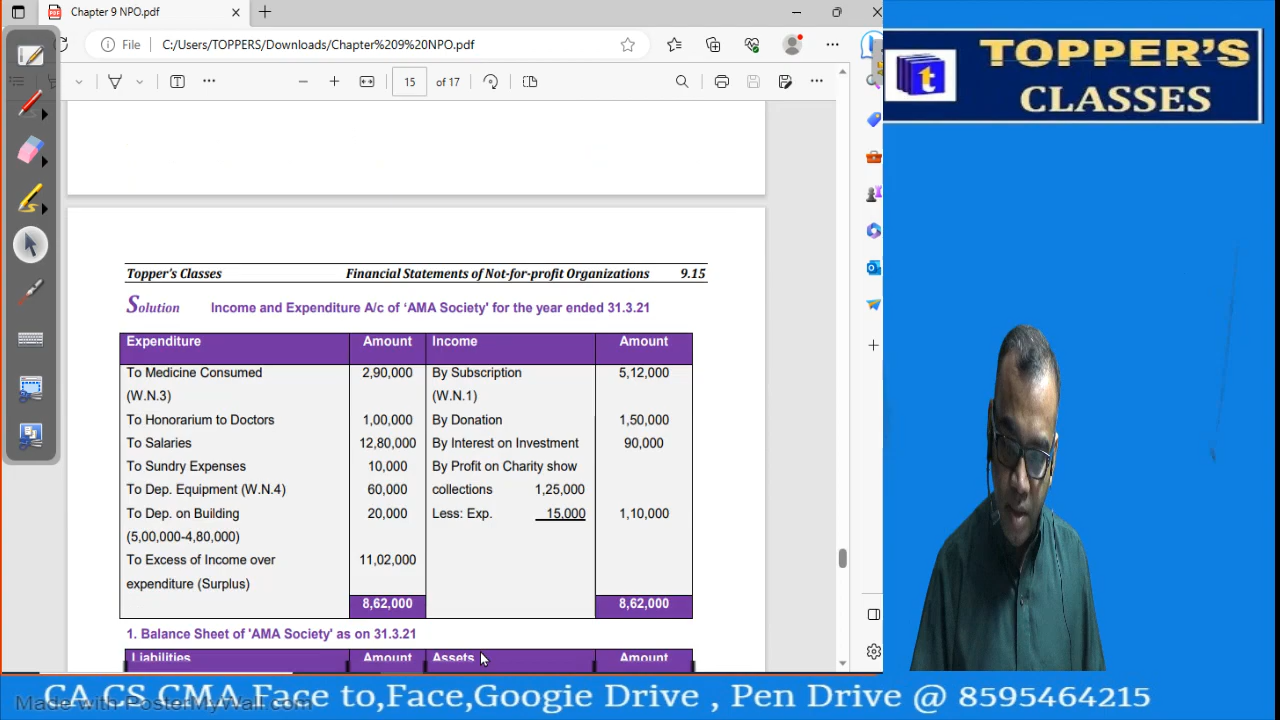 Chapter 9 NPO.pdf
File C:/Users/TOPPERS/Downloads/Chapter%209%20NPO.pdf
15 of 17
TOPPER'S
CLASSES
t
Topper's Classes Financial Statements of Not-for-profit Organizations 9.15
Solution Income and Expenditure A/c of 'AMA Society' for the year ended 31.3.21
Expenditure Amount Income Amount
To Medicine Consumed 2,90,000 By Subscription 5,12,000
(W.N.3) (W.N.1)
To Honorarium to Doctors 1,00,000 By Donation 1,50,000
To Salaries 12,80,000 By Interest on Investment 90,000
To Sundry Expenses 10,000 By Profit on Charity show
To Dep. Equipment (W.N.4) 60,000 collections 1,25,000
To Dep. on Building 20,000 Less: Exp. 15,000 1,10,000
(5,00,000-4,80,000)
To Excess of Income over 11,02,000
expenditure (Surplus)
8,62,000 8,62,000
1. Balance Sheet of 'AMA Society' as on 31.3.21
Liabilities Amount Assets Amount
CA CS CMA Face to,Face,Googie Drive , Pen Drive @ 8595464215
Made with PosterMyWall.com